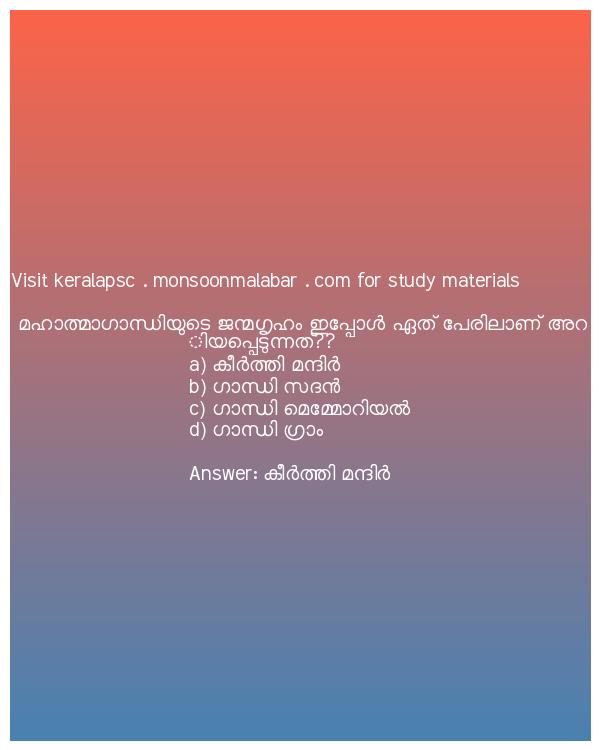 Visit keralapsc . monsoonmalabar . com for study materials
മഹാത്മാഗാന്ധിയുടെ ജന്മഗൃഹം ഇപ്പോൾ ഏത് പേരിലാണ് അറ
ിയപ്പെടുന്നത്??
a) കീർത്തി മന്ദിർ
b) ഗാന്ധി സദൻ
c) ഗാന്ധി മെമ്മോറിയൽ
d) ഗാന്ധി ഗ്രാം
Answer: കീർത്തി മന്ദിർ